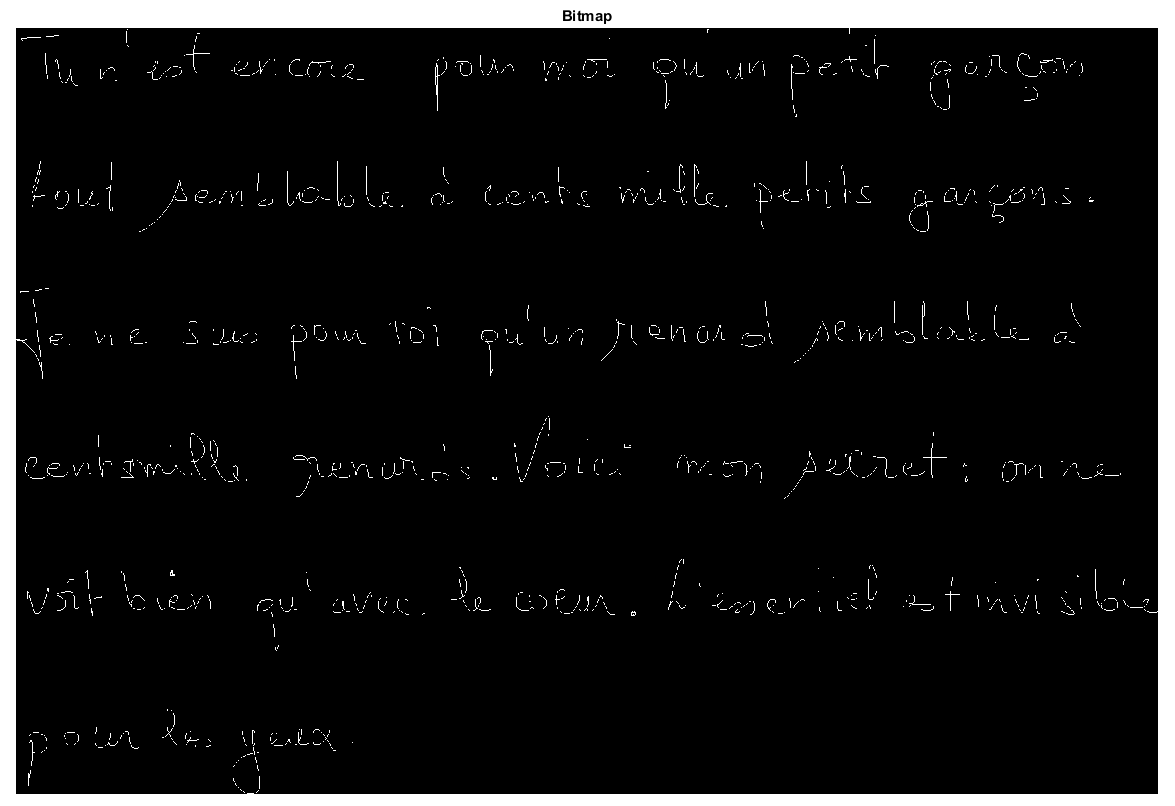 Bitmap
Tu n'est encore pour moi qu'un petit garçon
tout semblable à cents mille petits garçons.
Je ne suis pour toi qu'un renard semblable à
cents mille renards. Voici mon secret : on ne
voit bien qu'avec le coeur. L'essentiel est invisible
pour les yeux.